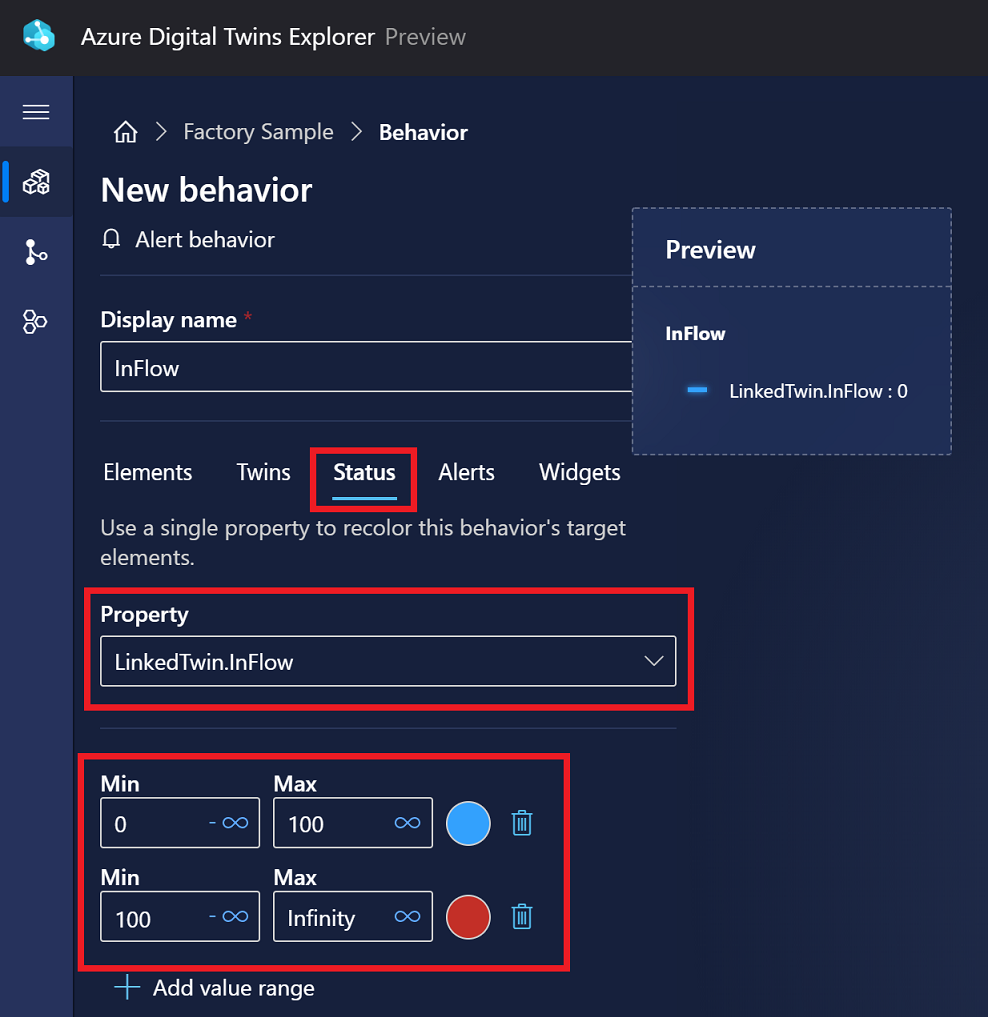 Azure Digital Twins Explorer Preview
Factory Sample > Behavior
New behavior
Alert behavior
Preview
Display name *
InFlow
InFlow
LinkedTwin.InFlow : 0
Elements Twins Status Alerts Widgets
Use a single property to recolor this behavior's target
elements.
Property
LinkedTwin.InFlow
Min Max
0 -∞ 100 ∞
Min Max
100 -∞ Infinity ∞
+ Add value range